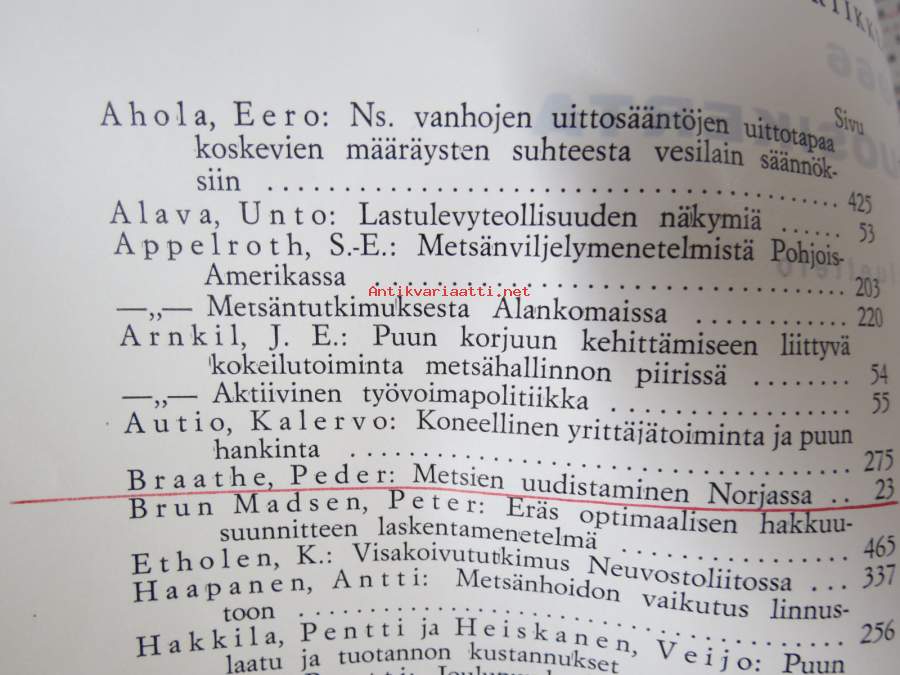 Sivu
Ahola, Eero: Ns. vanhojen uittosääntöjen uittotapaa
koskevien määräysten suhteesta vesilain säännök-
siin ........................................ 425
Alava, Unto: Lastulevyteollisuuden näkymiä ...... 53
Appelroth, S.-E.: Metsänviljelymenetelmistä Pohjois-
Amerikassa ................................ 203
Antikvariaatti.net
—„— Metsäntutkimuksesta Alankomaissa ............ 220
Arnkil, J. E.: Puun korjuun kehittämiseen liittyvä
kokeilutoiminta metsähallinnon piirissä ........ 54
—„— Aktiivinen työvoimapolitiikka ................ 55
Autio, Kalervo: Koneellinen yrittäjätoiminta ja puun
hankinta .................................... 275
Braathe, Peder: Metsien uudistaminen Norjassa .. 23
Brun Madsen, Peter: Eräs optimaalisen hakkuu-
suunnitteen laskentamenetelmä ................ 465
Etholen, K.: Visakoivututkimus Neuvostoliitossa ... 337
Haapanen, Antti: Metsänhoidon vaikutus linnus-
toon ........................................ 256
Hakkila, Pentti ja Heiskanen, Veijo: Puun
laatu ja tuotannon kustannukset